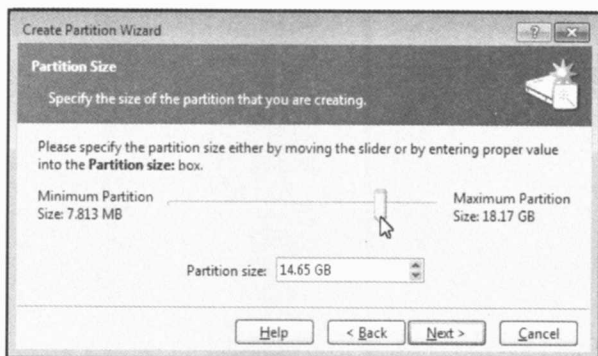 Create Partition Wizard
Partition Size
Specify the size of the partition that you are creating.
Please specify the partition size either by moving the slider or by entering proper value
into the Partition size: box.
Minimum Partition
Size: 7.813 MB
Maximum Partition
Size: 18.17 GB
Partition size: 14.65 GB
Help < Back Next > Cancel